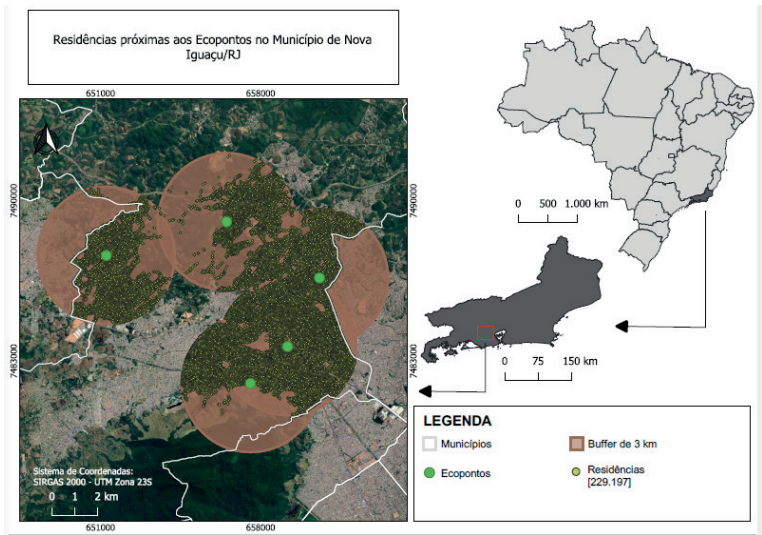 Residências próximas aos Ecopontos no Município de Nova
Iguaçu/RJ
651000
658000
7490000
7490000
7483000
7483000
Sistema de Coordenadas:
SIRGAS 2000 - UTM Zona 23S
0 1 2 km
651000
658000
0 500 1.000 km
0 75 150 km
LEGENDA
Municípios
Buffer de 3 km
Ecopontos
Residências
[229.197]